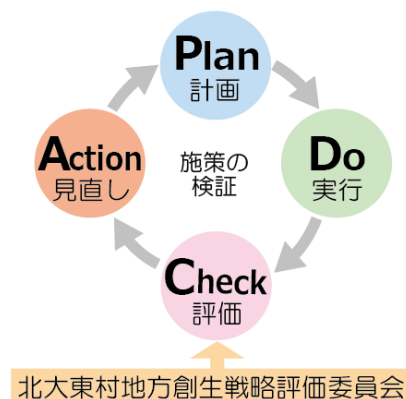 Plan
計画
Do
実行
Check
評価
Action
見直し
施策の
検証
北大東村地方創生戦略評価委員会